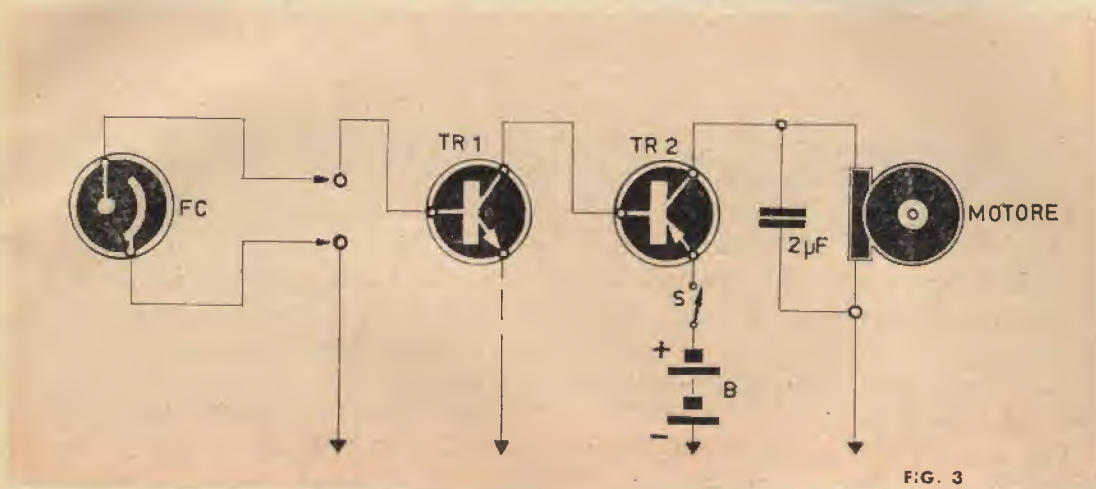 FC
TR 1
TR 2
2µF
MOTORE
S
+
B
-
FIG. 3